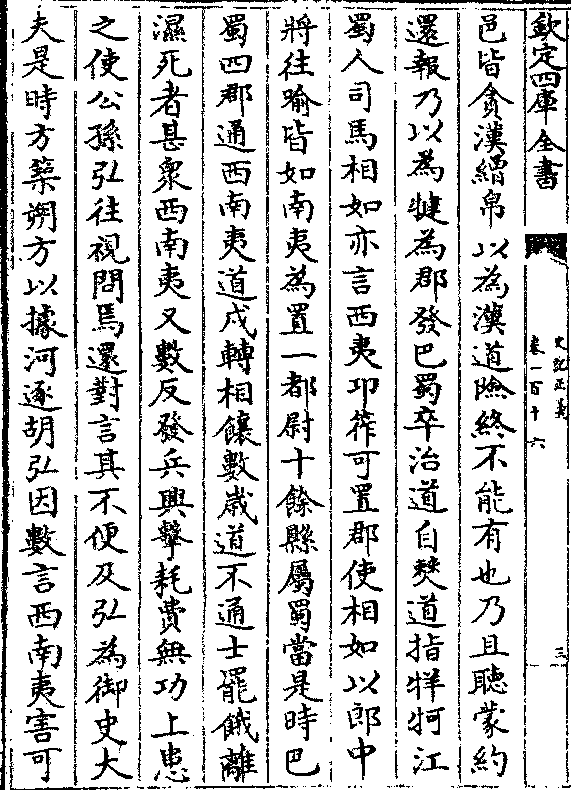 欽定四庫全書
史記正義
卷一百十六
三
邑皆貪漢繒帛以為漢道險終不能有也乃且聽蒙約
還報乃以為犍為郡發巴蜀卒治道自僰道指牂牁江
蜀人司馬相如亦言西夷邛筰可置郡使相如以郎中
將往喻皆如南夷為置一都尉十餘縣屬蜀當是時巴
蜀四郡通西南夷道戍轉相饟數歲道不通士罷餓離
濕死者甚衆西南夷又數反發兵興擊耗費無功上患
之使公孫弘往視問焉還對言其不便及弘為御史大
夫是時方築朔方以據河逐胡弘因數言西南夷害可